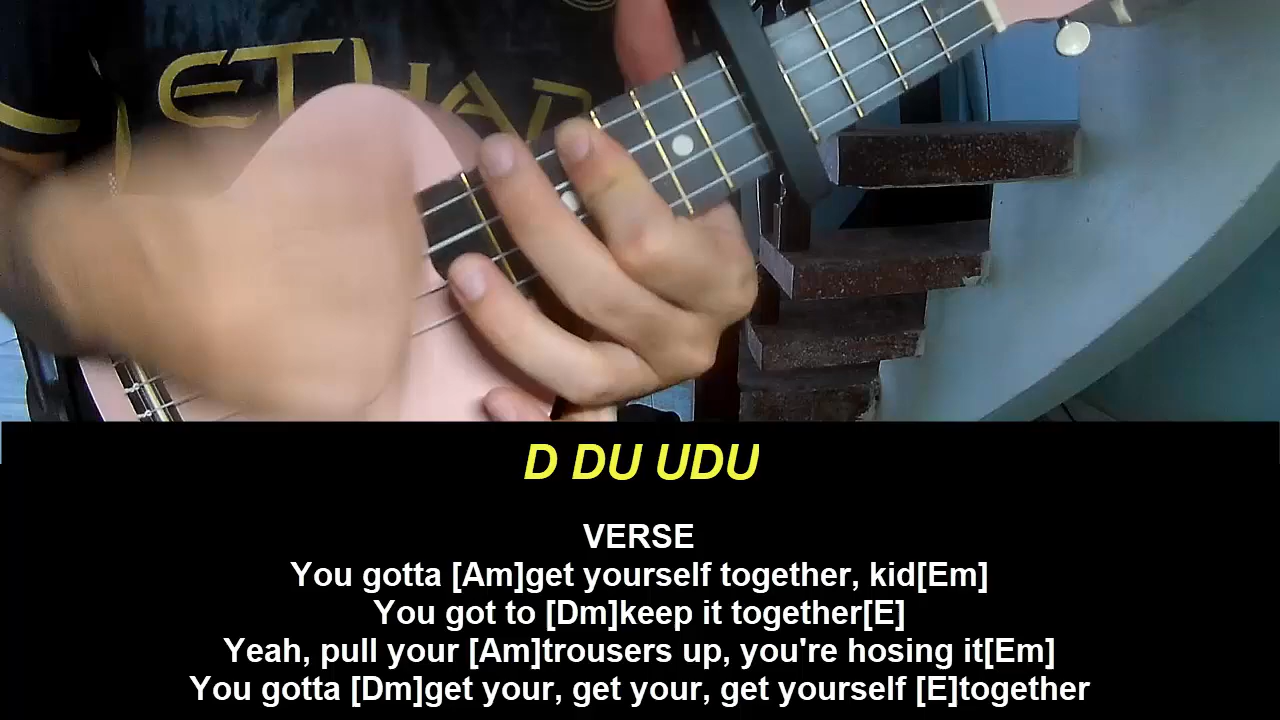 D DU UDU
VERSE
You gotta [Am]get yourself together, kid[Em]
You got to [Dm]keep it together[E]
Yeah, pull your [Am]trousers up, you're hosing it[Em]
You gotta [Dm]get your, get your, get yourself [E]together